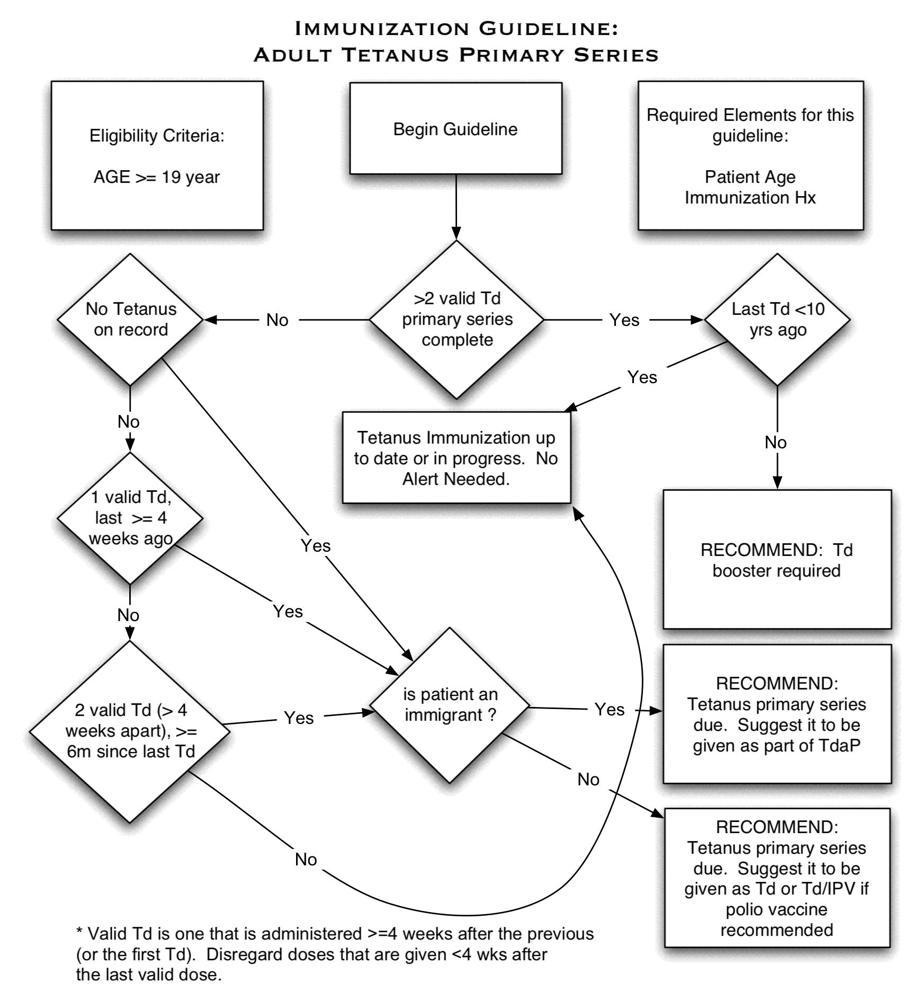 IMMUNIZATION GUIDELINE:
ADULT TETANUS PRIMARY SERIES
Eligibility Criteria:
AGE >= 19 year
Begin Guideline
Required Elements for this
guideline:
Patient Age
Immunization Hx
No Tetanus
on record
No
>2 valid Td
primary series
complete
Yes
Last Td <10
yrs ago
Yes
No
Tetanus Immunization up
to date or in progress.  No
Alert Needed.
No
1 valid Td,
last  >= 4
weeks ago
Yes
RECOMMEND:  Td
booster required
Yes
No
2 valid Td (> 4
weeks apart), >=
6m since last Td
Yes
is patient an
immigrant ?
Yes
RECOMMEND:
Tetanus primary series
due.  Suggest it to be
given as part of TdaP
No
No
RECOMMEND:
Tetanus primary series
due.  Suggest it to be
given as Td or Td/IPV if
polio vaccine
recommended
* Valid Td is one that is administered >=4 weeks after the previous
(or the first Td).  Disregard doses that are given <4 wks after
the last valid dose.